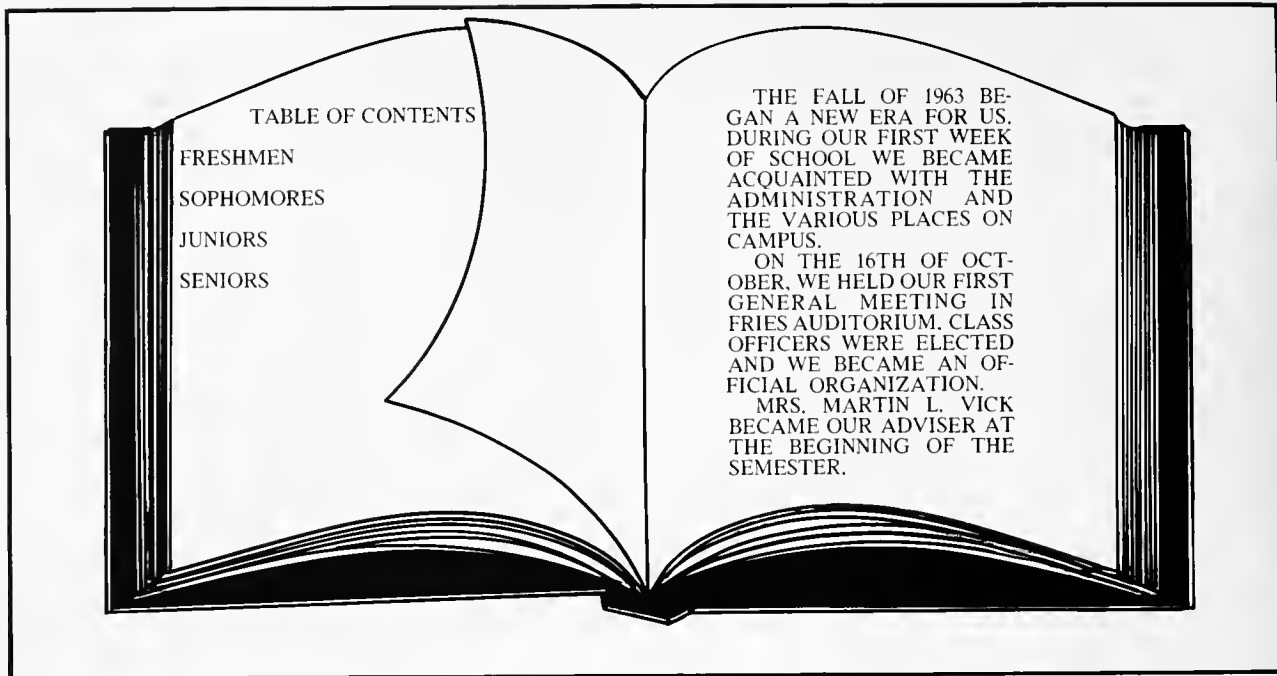 TABLE OF CONTENTS
FRESHMEN
SOPHOMORES
JUNIORS
SENIORS
THE FALL OF 1963 BE-
GAN A NEW ERA FOR US.
DURING OUR FIRST WEEK
OF SCHOOL WE BECAME
ACQUAINTED WITH THE
ADMINISTRATION AND
THE VARIOUS PLACES ON
CAMPUS.
ON THE 16TH OF OCT-
OBER, WE HELD OUR FIRST
GENERAL MEETING IN
FRIES AUDITORIUM. CLASS
OFFICERS WERE ELECTED
AND WE BECAME AN OF-
FICIAL ORGANIZATION.
MRS. MARTIN L. VICK
BECAME OUR ADVISER AT
THE BEGINNING OF THE
SEMESTER.